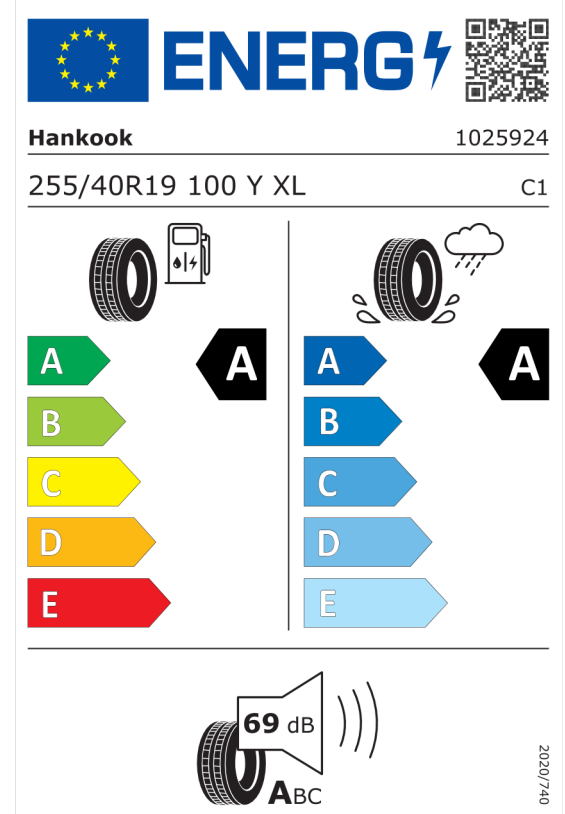 ENERG
Hankook 1025924
255/40R19 100 Y XL C1
A A A A
B B
C C
D D
E E
69 dB
ABC
2020/740